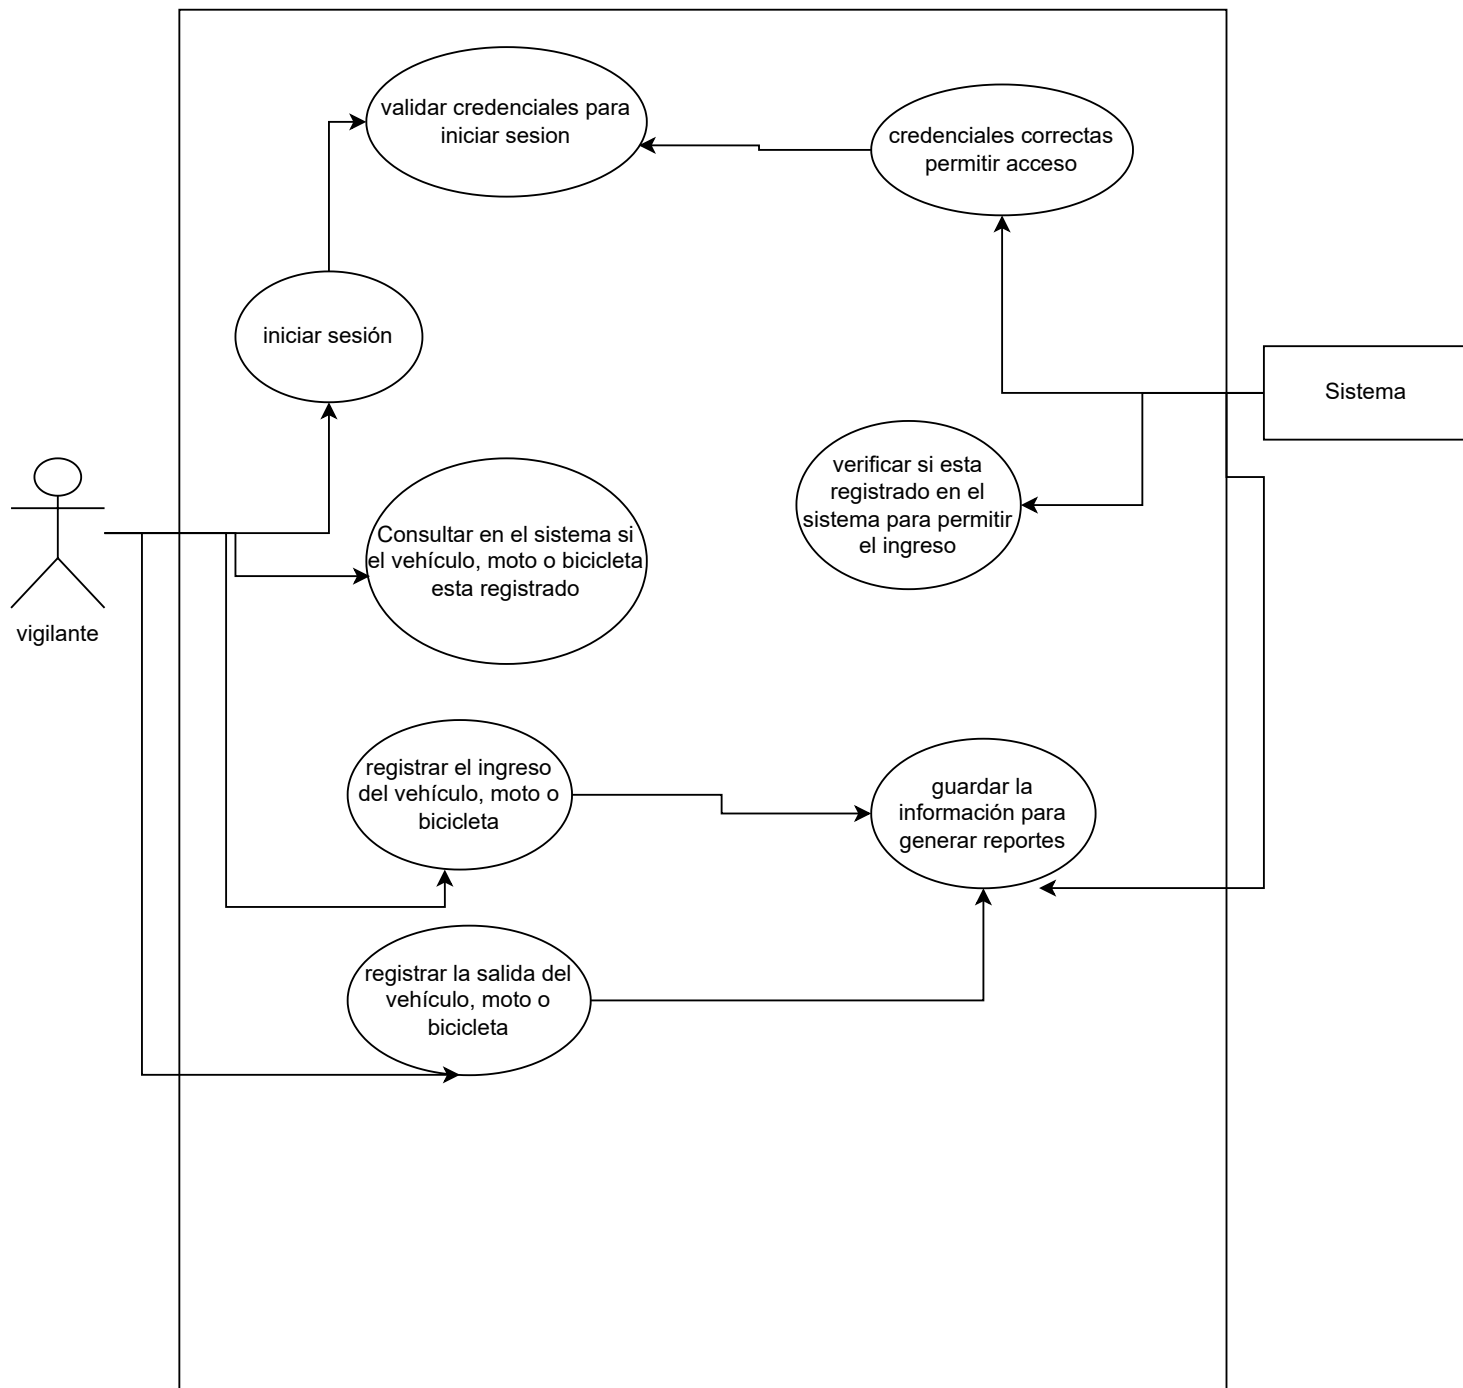 validar credenciales para
iniciar sesion
credenciales correctas
permitir acceso
iniciar sesión
Sistema
verificar si esta
registrado en el
sistema para permitir
el ingreso
Consultar en el sistema si
el vehículo, moto o bicicleta
esta registrado
vigilante
registrar el ingreso
del vehículo, moto o
bicicleta
guardar la
información para
generar reportes
registrar la salida del
vehículo, moto o
bicicleta